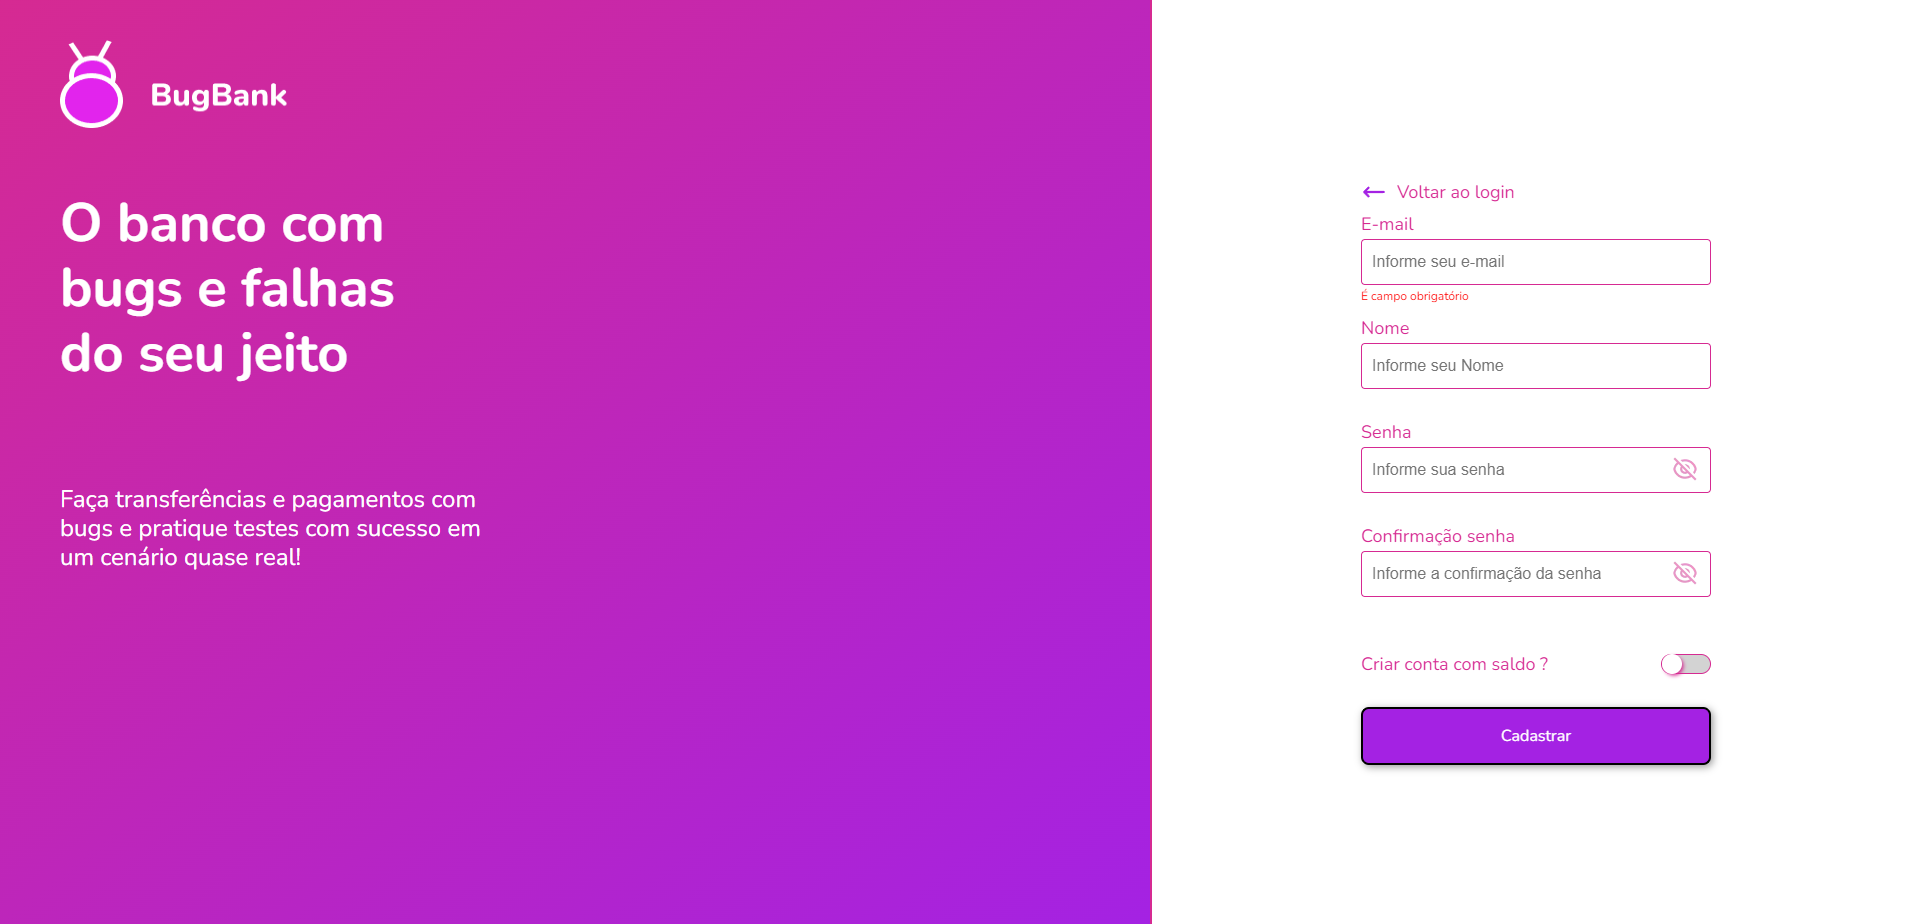 BugBank
O banco com
bugs e falhas
do seu jeito
Faça transferências e pagamentos com
bugs e pratique testes com sucesso em
um cenário quase real!
Voltar ao login
E-mail
Informe seu e-mail
É campo obrigatório
Nome
Informe seu Nome
Senha
Informe sua senha
Confirmação senha
Informe a confirmação da senha
Criar conta com saldo ?
Cadastrar